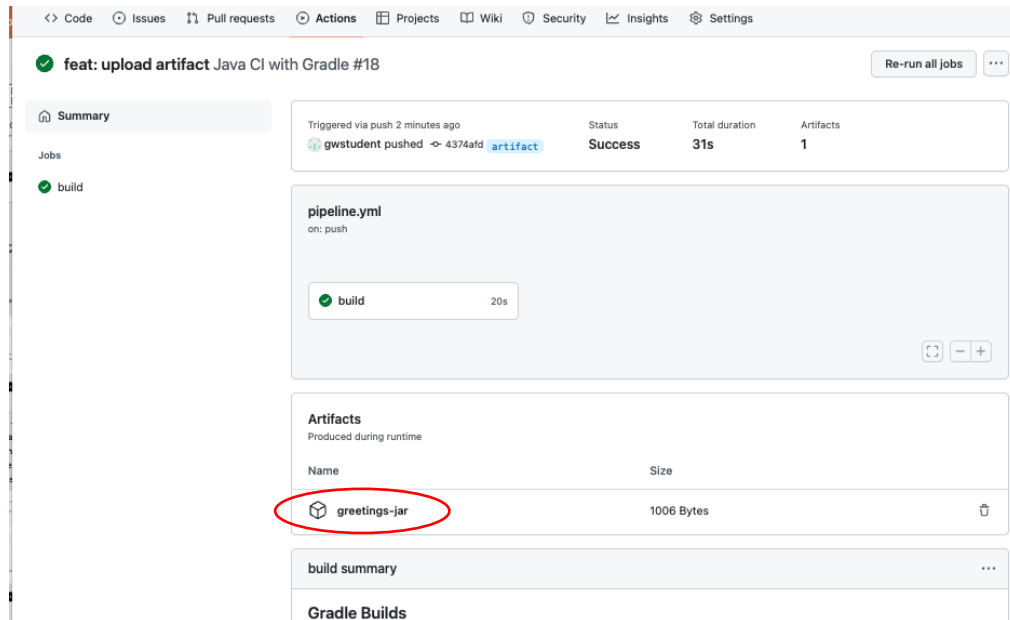 Code Issues Pull requests Actions Projects Wiki Security Insights Settings
feat: upload artifact Java CI with Gradle #18
Re-run all jobs
Summary
Jobs
build
Triggered via push 2 minutes ago
gwstudent pushed 4374afd artifact
Status
Success
Total duration
31s
Artifacts
1
pipeline.yml
on: push
build 20s
Artifacts
Produced during runtime
Name Size
greetings-jar 1006 Bytes
build summary
Gradle Builds